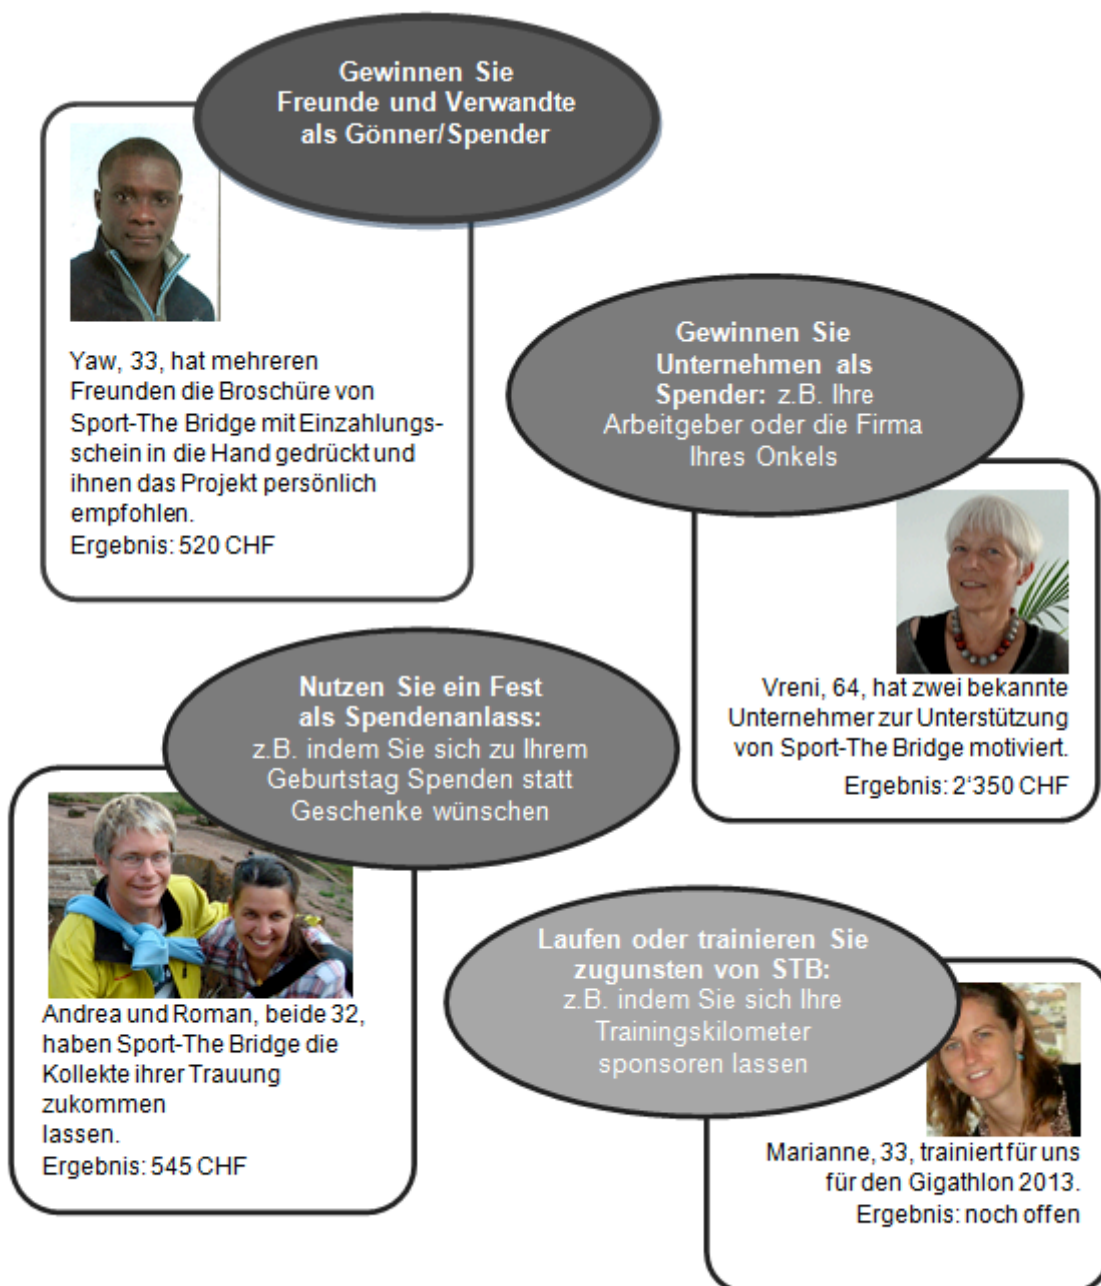 Gewinnen Sie
Freunde und Verwandte
als Gönner/Spender
Yaw, 33, hat mehreren
Freunden die Broschüre von
Sport-The Bridge mit Einzahlungs-
schein in die Hand gedrückt und
ihnen das Projekt persönlich
empfohlen.
Ergebnis: 520 CHF
Gewinnen Sie
Unternehmen als
Spender: z.B. Ihre
Arbeitgeber oder die Firma
Ihres Onkels
Vreni, 64, hat zwei bekannte
Unternehmer zur Unterstützung
von Sport-The Bridge motiviert.
Ergebnis: 2‘350 CHF
Nutzen Sie ein Fest
als Spendenanlass:
z.B. indem Sie sich zu Ihrem
Geburtstag Spenden statt
Geschenke wünschen
Andrea und Roman, beide 32,
haben Sport-The Bridge die
Kollekte ihrer Trauung
zukommen
lassen.
Ergebnis: 545 CHF
Laufen oder trainieren Sie
zugunsten von STB:
z.B. indem Sie sich Ihre
Trainingskilometer
sponsoren lassen
Marianne, 33, trainiert für uns
für den Gigathlon 2013.
Ergebnis: noch offen